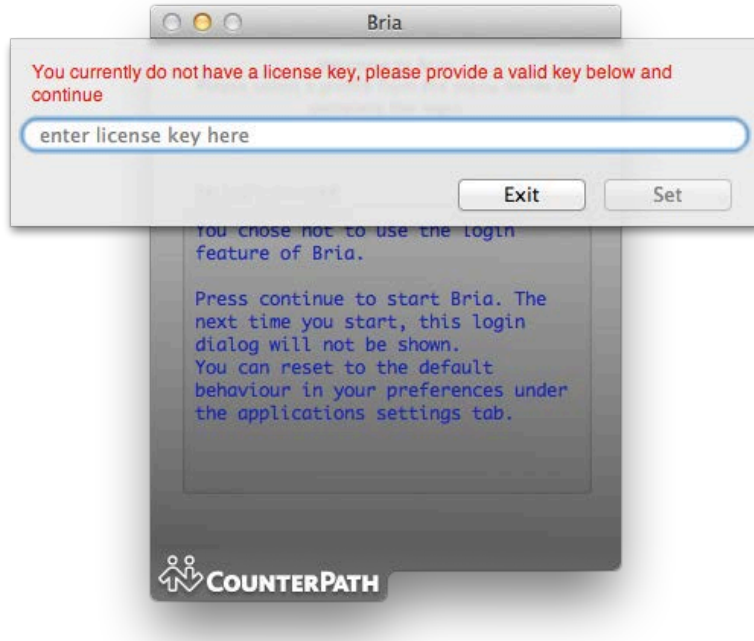 Bria
You currently do not have a license key, please provide a valid key below and
continue
enter license key here
Exit
Set
You chose not to use the login
feature of Bria.
Press continue to start Bria. The
next time you start, this login
dialog will not be shown.
You can reset to the default
behaviour in your preferences under
the applications settings tab.
COUNTERPATH